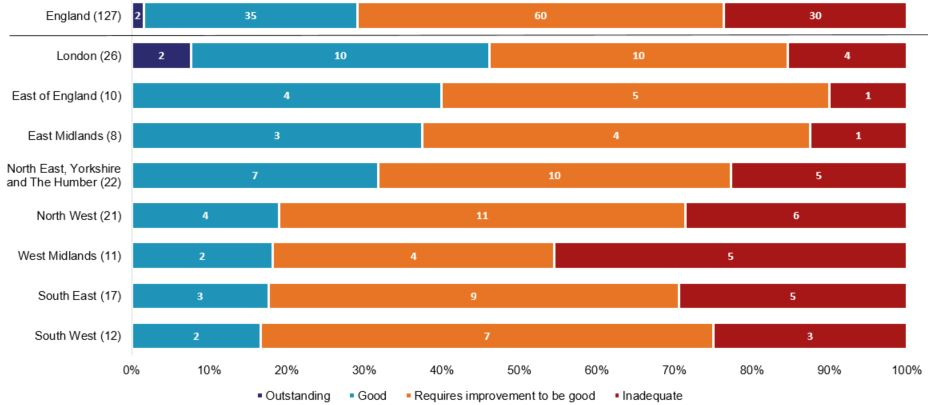 England (127) 2 35 60 30
London (26) 2 10 10 4
East of England (10) 4 5 1
East Midlands (8) 3 4 1
North East, Yorkshire
and The Humber (22) 7 10 5
North West (21) 4 11 6
West Midlands (11) 2 4 5
South East (17) 3 9 5
South West (12) 2 7 3
0% 10% 20% 30% 40% 50% 60% 70% 80% 90% 100%
Outstanding Good Requires improvement to be good Inadequate